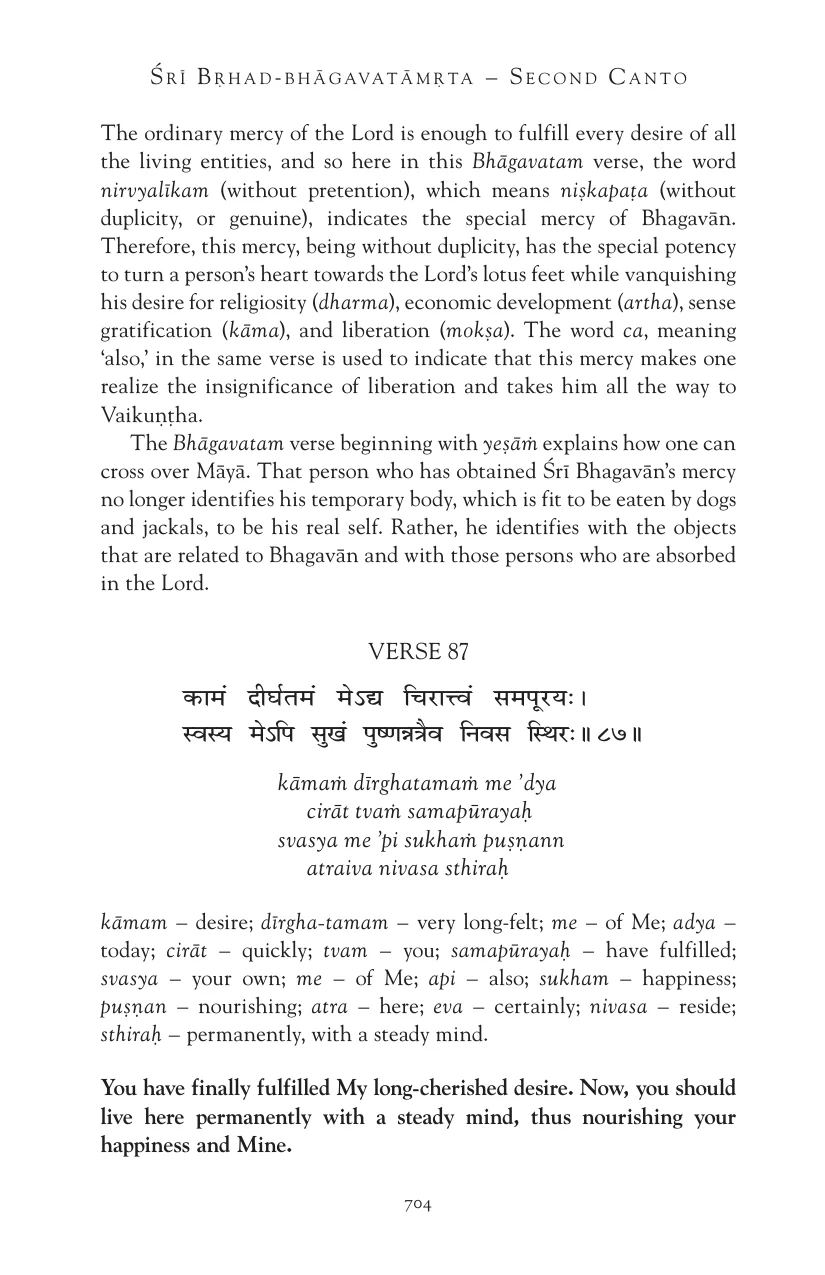 Śrī Bṛhad-bhāgavatāmṛta – Second Canto
The ordinary mercy of the Lord is enough to fulfill every desire of all
the living entities, and so here in this Bhāgavatam verse, the word
nirvyalīkam (without pretention), which means niṣkapaṭa (without
duplicity, or genuine), indicates the special mercy of Bhagavān.
Therefore, this mercy, being without duplicity, has the special potency
to turn a person’s heart towards the Lord’s lotus feet while vanquishing
his desire for religiosity (dharma), economic development (artha), sense
gratification (kāma), and liberation (mokṣa). The word ca, meaning
‘also,’ in the same verse is used to indicate that this mercy makes one
realize the insignificance of liberation and takes him all the way to
Vaikuṇṭha.
The Bhāgavatam verse beginning with yeṣāṁ explains how one can
cross over Māyā. That person who has obtained Śrī Bhagavān’s mercy
no longer identifies his temporary body, which is fit to be eaten by dogs
and jackals, to be his real self. Rather, he identifies with the objects
that are related to Bhagavān and with those persons who are absorbed
in the Lord.
VERSE 87
कामं दीर्घतमं मेऽद्य चिरात्त्वं समपूरयः।
स्वस्य मेऽपि सुखं पुष्णन्नत्रैव निवस स्थिरः॥८७॥
kāmaṁ dīrghatamaṁ me ’dya
cirāt tvaṁ samapūrayaḥ
svasya me ’pi sukhaṁ puṣṇann
atraiva nivasa sthiraḥ
kāmam – desire; dīrgha-tamam – very long-felt; me – of Me; adya –
today; cirāt – quickly; tvam – you; samapūrayaḥ – have fulfilled;
svasya – your own; me – of Me; api – also; sukham – happiness;
puṣṇan – nourishing; atra – here; eva – certainly; nivasa – reside;
sthiraḥ – permanently, with a steady mind.
You have finally fulfilled My long-cherished desire. Now, you should
live here permanently with a steady mind, thus nourishing your
happiness and Mine.
704